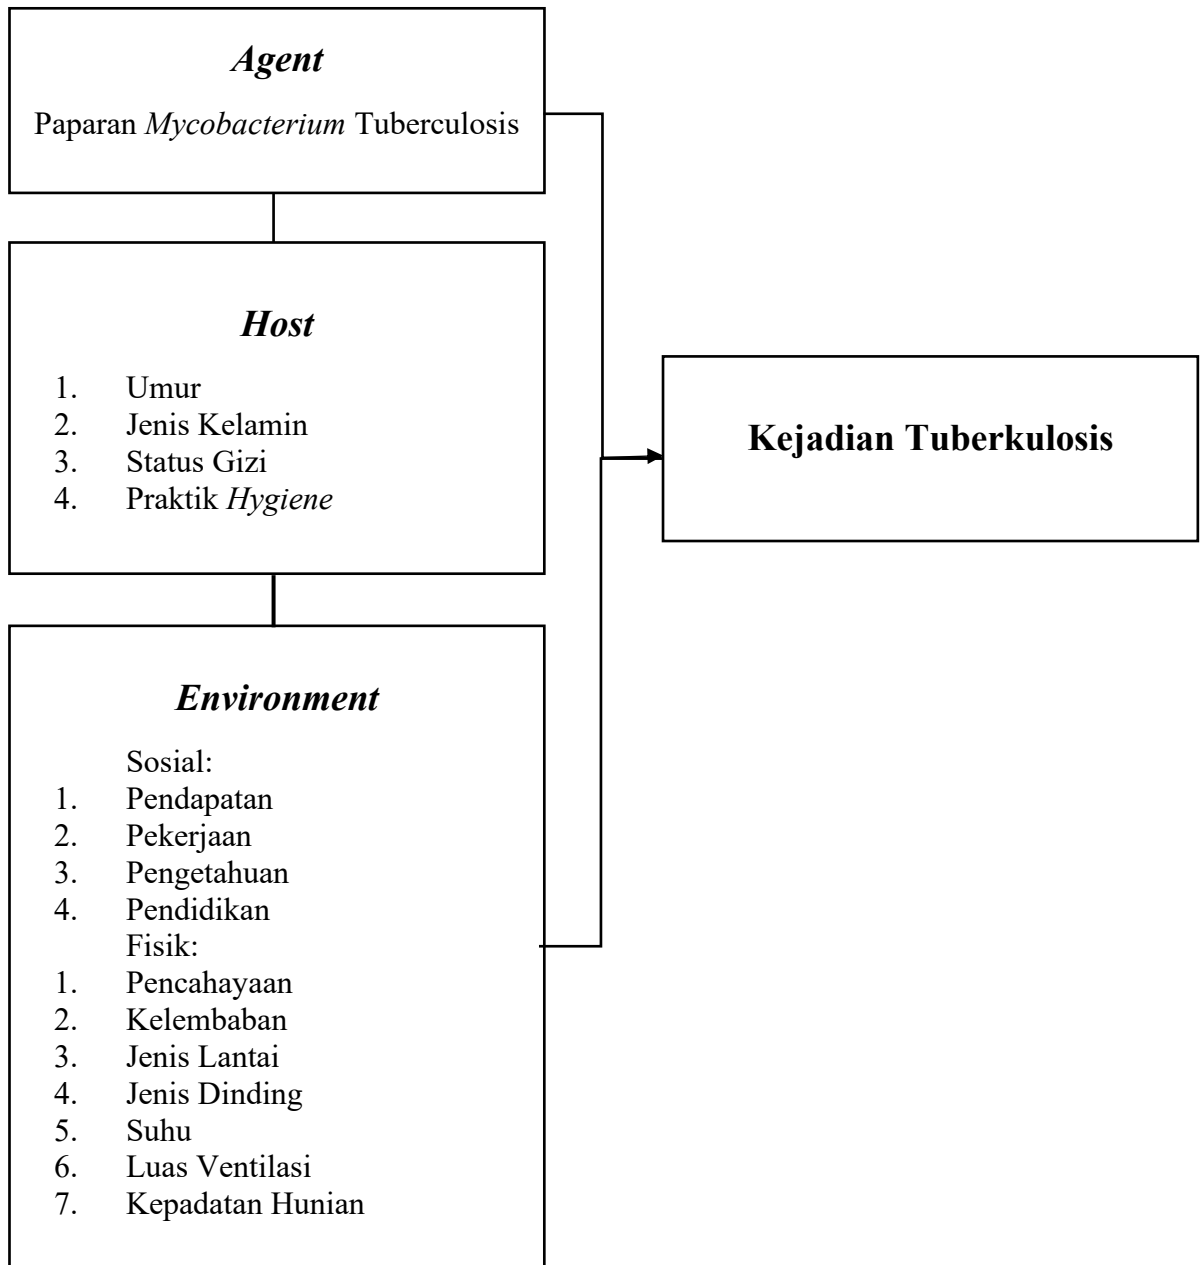 Agent
Paparan Mycobacterium Tuberculosis
Host
1. Umur
2. Jenis Kelamin
3. Status Gizi
4. Praktik Hygiene
Kejadian Tuberkulosis
Environment
Sosial:
1. Pendapatan
2. Pekerjaan
3. Pengetahuan
4. Pendidikan
Fisik:
1. Pencahayaan
2. Kelembaban
3. Jenis Lantai
4. Jenis Dinding
5. Suhu
6. Luas Ventilasi
7. Kepadatan Hunian